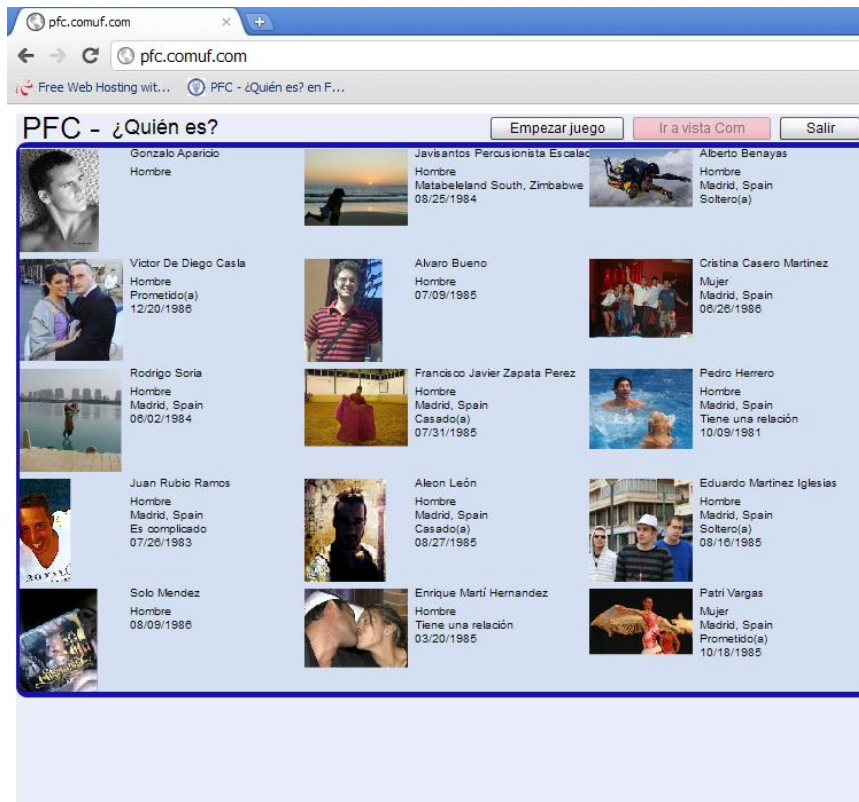 pfc.comuf.com
pfc.comuf.com
Free Web Hosting wit...
PFC - ¿Quién es? en F...
PFC - ¿Quién es?
Empezar juego
Ir a vista Com
Salir
Gonzalo Aparicio
Hombre
Javisantos Percusionista Escalac
Hombre
Matabeleland South, Zimbabwe
08/25/1984
Alberto Benayas
Hombre
Madrid, Spain
Soltero(a)
Victor De Diego Casla
Hombre
Prometido(a)
12/20/1986
Alvaro Bueno
Hombre
07/09/1985
Cristina Casero Martinez
Mujer
Madrid, Spain
06/26/1986
Rodrigo Soria
Hombre
Madrid, Spain
06/02/1984
Francisco Javier Zapata Perez
Hombre
Madrid, Spain
Casado(a)
07/31/1985
Pedro Herrero
Hombre
Madrid, Spain
Tiene una relación
10/09/1981
Juan Rubio Ramos
Hombre
Madrid, Spain
Es complicado
07/26/1983
Aleon León
Hombre
Madrid, Spain
Casado(a)
08/27/1985
Eduardo Martinez Iglesias
Hombre
Madrid, Spain
Soltero(a)
08/16/1985
Solo Mendez
Hombre
08/09/1986
Enrique Martí Hernandez
Hombre
Tiene una relación
03/20/1985
Patri Vargas
Mujer
Madrid, Spain
Prometido(a)
10/18/1985